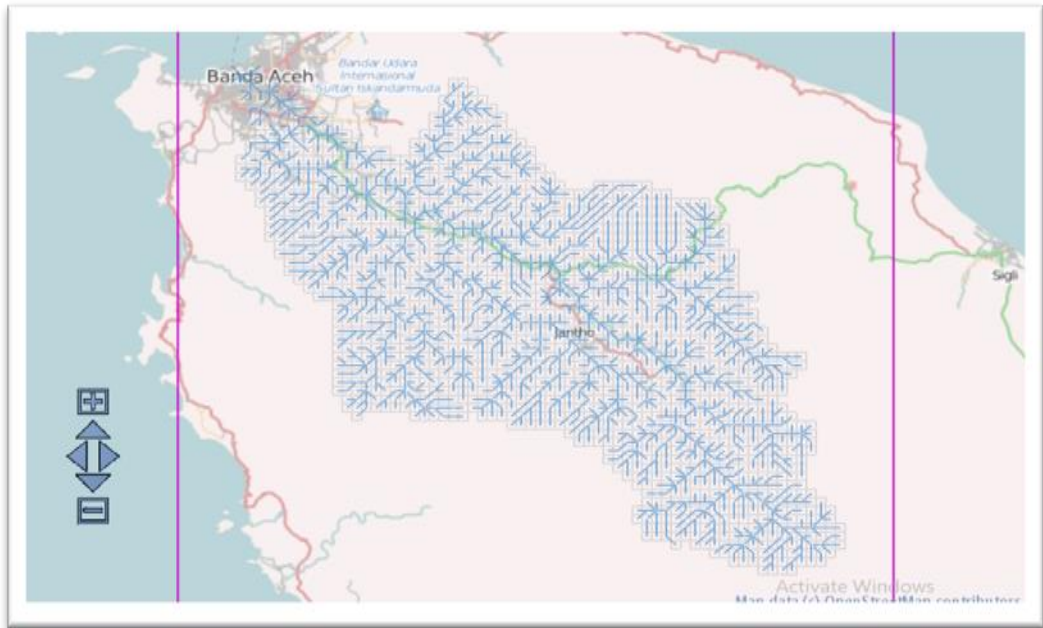 Banda Aceh
Bandar Udara
Internasional
Sultan Iskandarmuda
Sigli
Jantho
Activate Windows
Map data (c) OpenStreetMap contributors